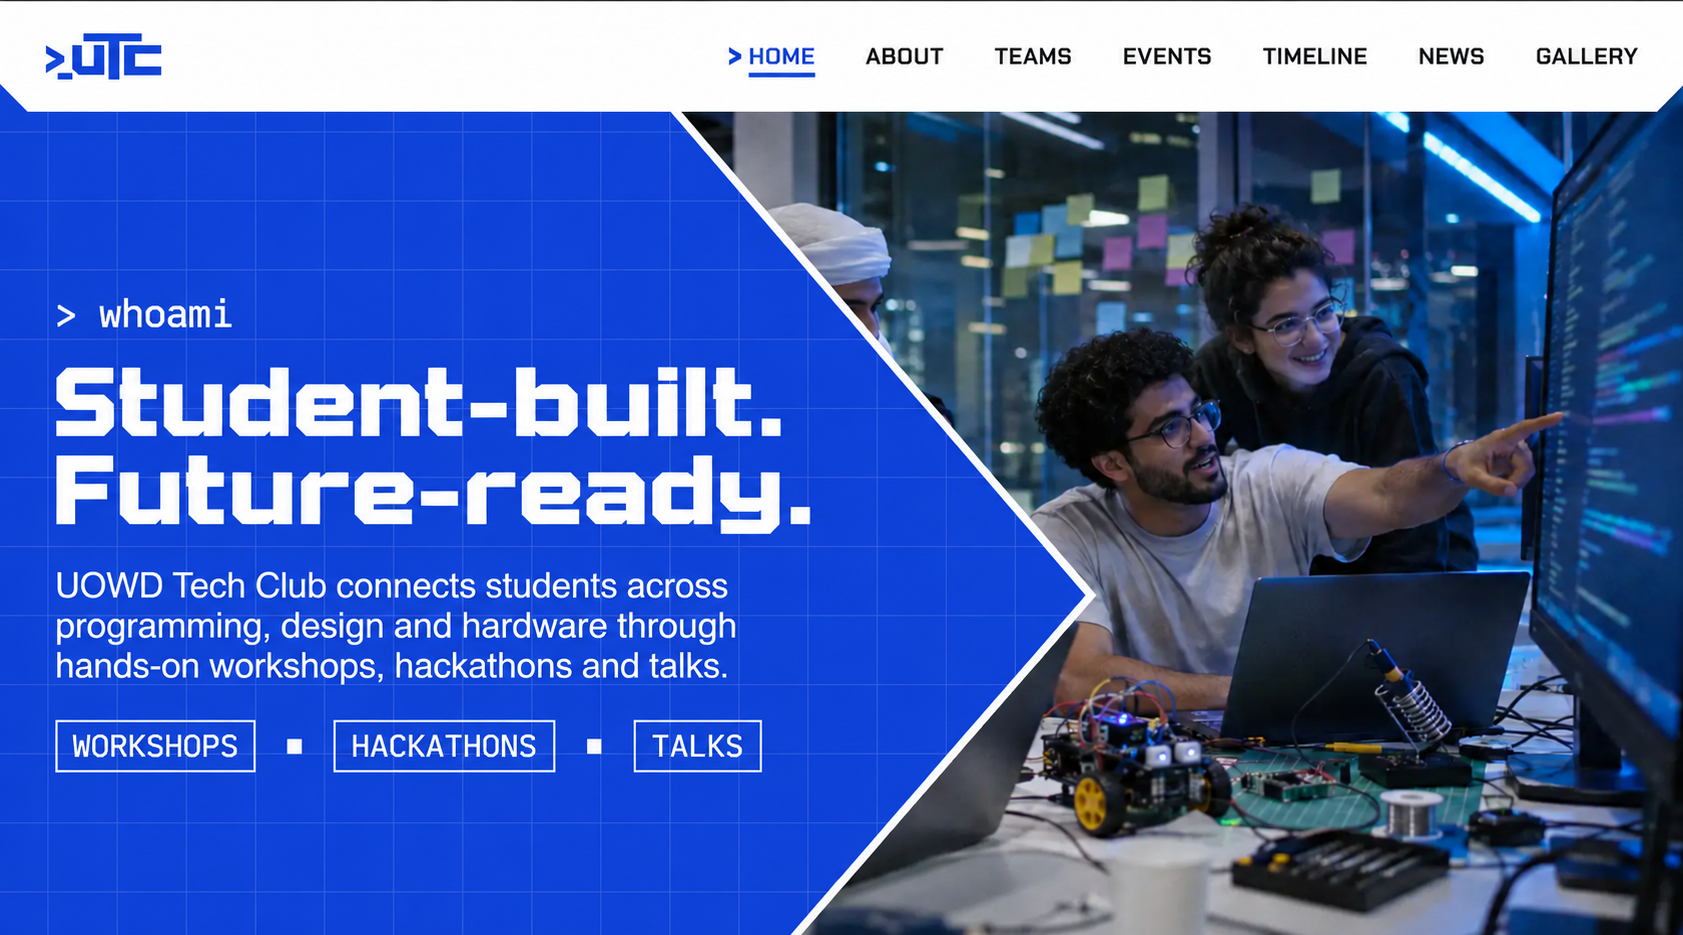 >_UTC
> HOME ABOUT TEAMS EVENTS TIMELINE NEWS GALLERY
> whoami
Student-built.
Future-ready.
UOWD Tech Club connects students across
programming, design and hardware through
hands-on workshops, hackathons and talks.
WORKSHOPS ▪ HACKATHONS ▪ TALKS